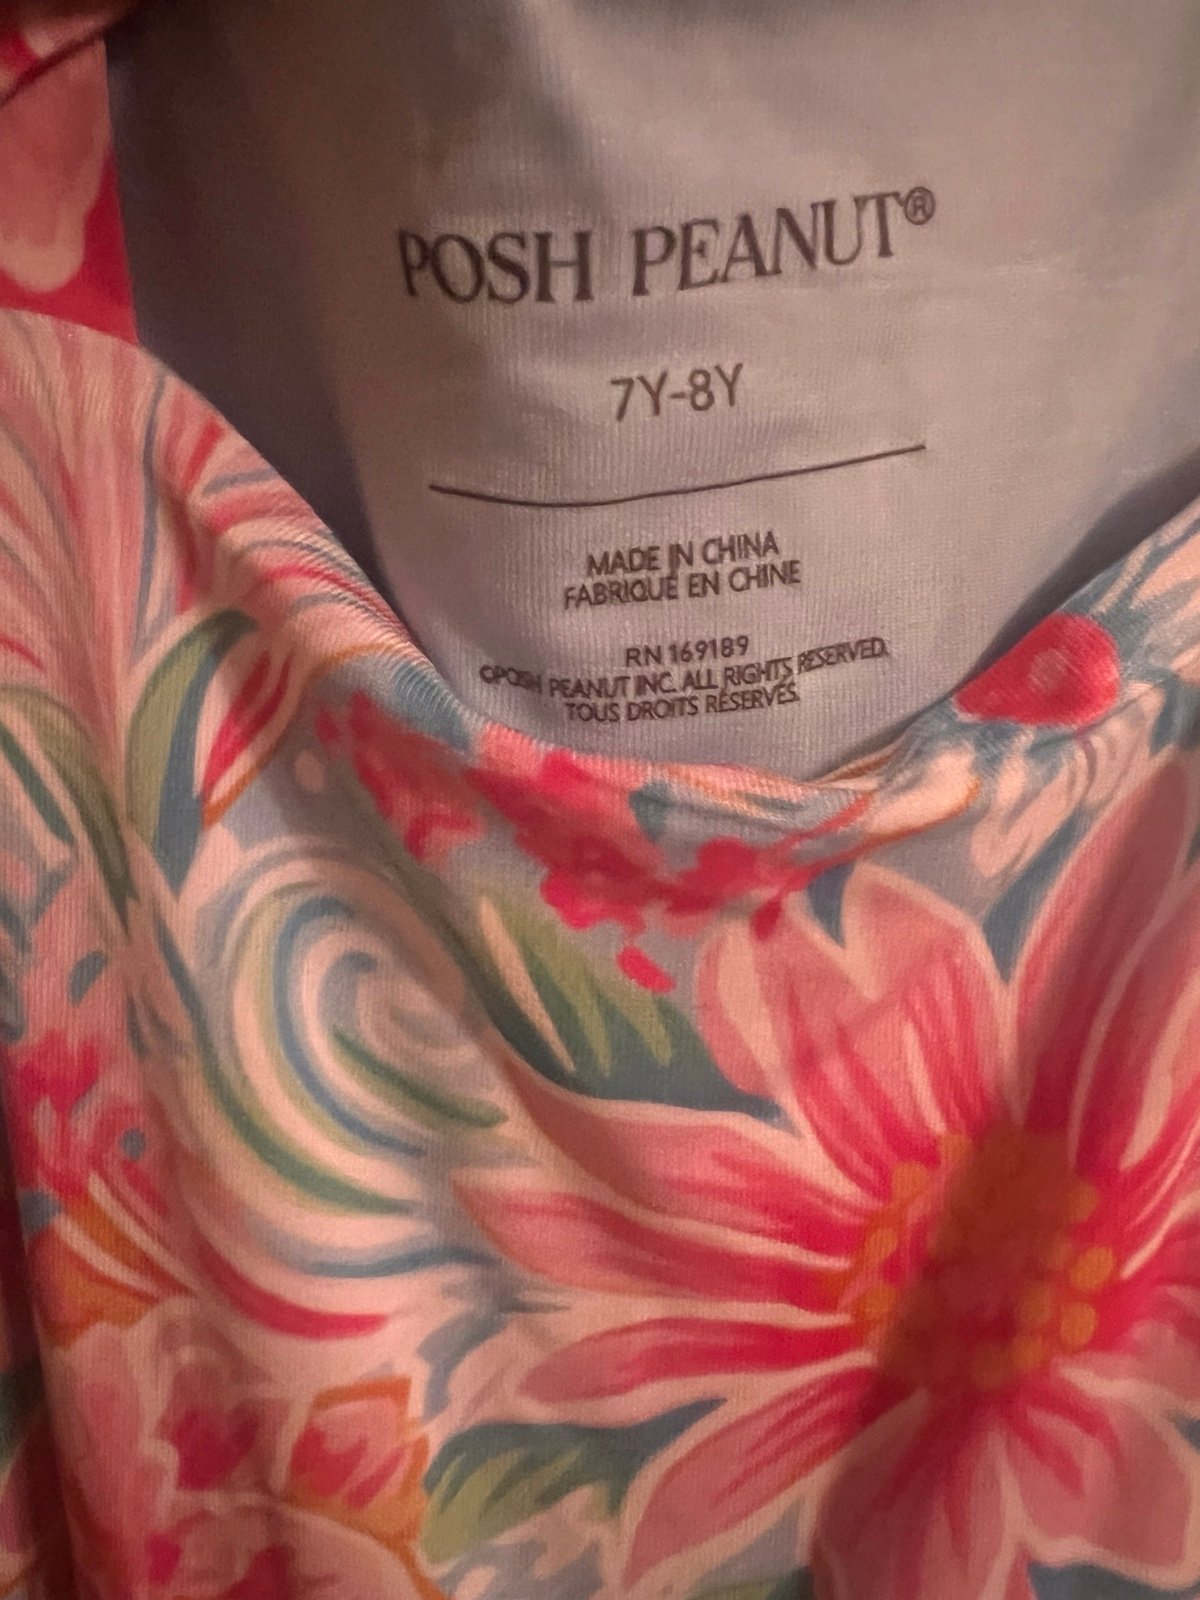 POSH PEANUT®
7Y-8Y
MADE IN CHINA
FABRIQUÉ EN CHINE
RN 169189
©POSH PEANUT INC. ALL RIGHTS RESERVED.
TOUS DROITS RÉSERVÉS.